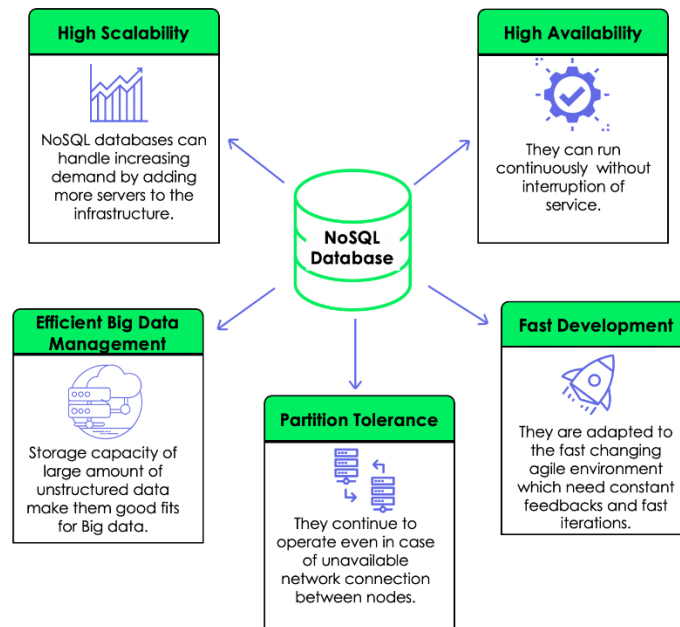 High Scalability
NoSQL databases can
handle increasing
demand by adding
more servers to the
infrastructure.
High Availability
They can run
continuously without
interruption of
service.
NoSQL
Database
Efficient Big Data
Management
Storage capacity of
large amount of
unstructured data
make them good fits
for Big data.
Partition Tolerance
They continue to
operate even in case
of unavailable
network connection
between nodes.
Fast Development
They are adapted to
the fast changing
agile environment
which need constant
feedbacks and fast
iterations.